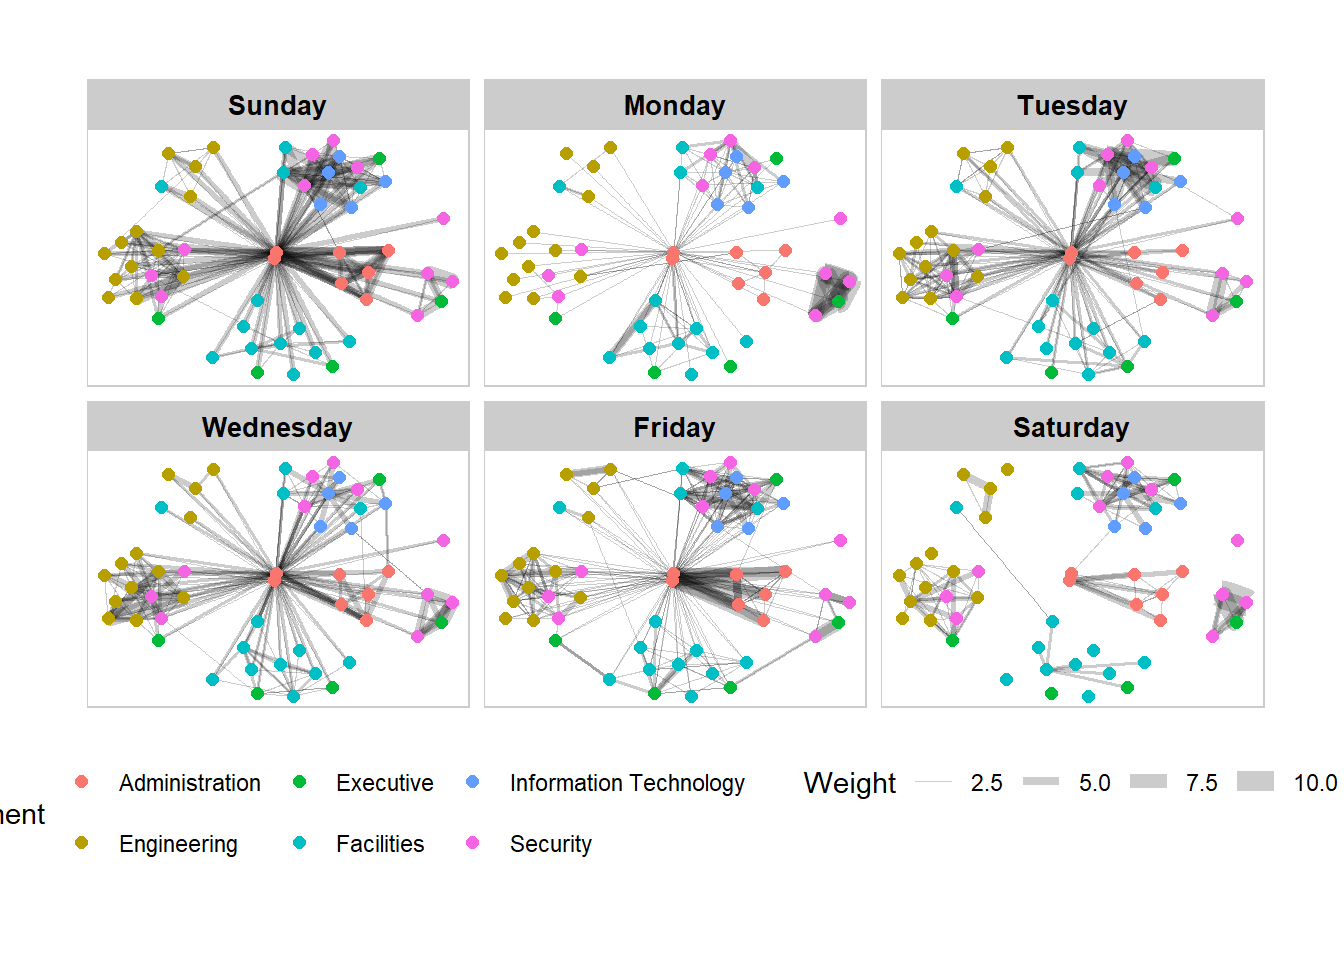 Sunday
Monday
Tuesday
Wednesday
Friday
Saturday
Administration
Executive
Information Technology
Weight
2.5
5.0
7.5
10.0
Engineering
Facilities
Security